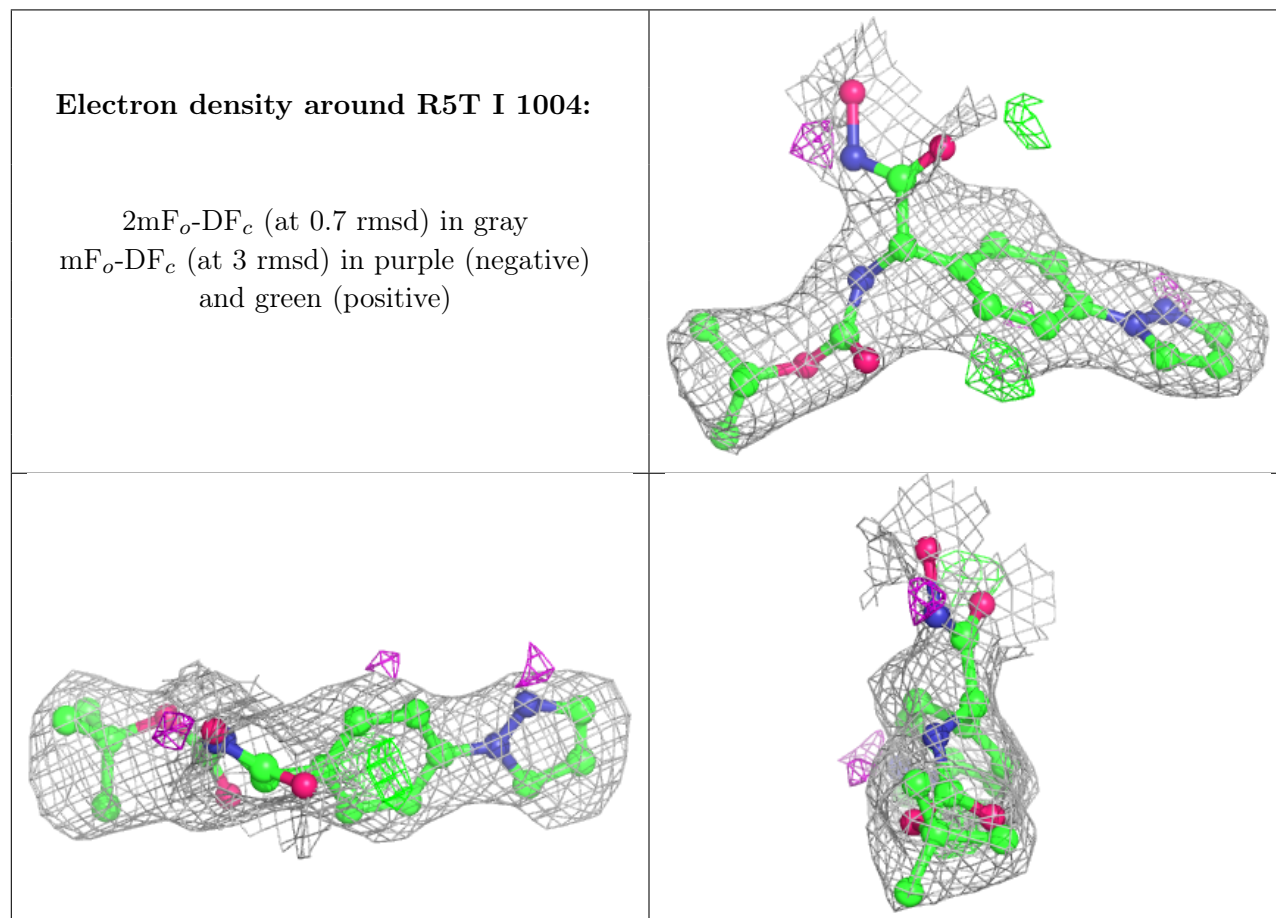 Electron density around R5T I 1004:
2mFo-DFc (at 0.7 rmsd) in gray
mFo-DFc (at 3 rmsd) in purple (negative)
and green (positive)